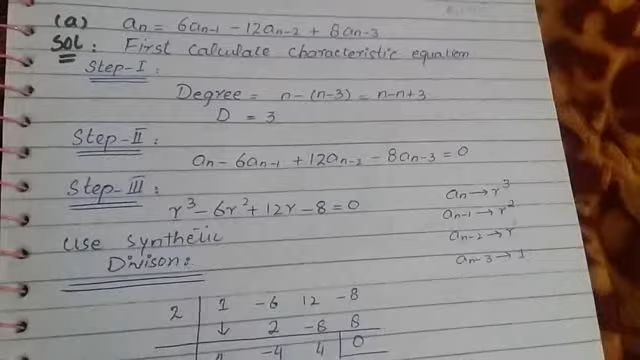 (a) an = 6an-1 - 12an-2 + 8an-3
Sol: First calculate characteristic equation
Step-I:
Degree = n-(n-3) = n-n+3
D = 3
Step-II:
an - 6an-1 + 12an-2 - 8an-3 = 0
Step-III:
r³ - 6r² + 12r - 8 = 0
an → r³
an-1 → r²
an-2 → r
an-3 → 1
Use synthetic
Divison:
2 | 1 -6 12 -8
↓ 2 -8 8
-4 4 0